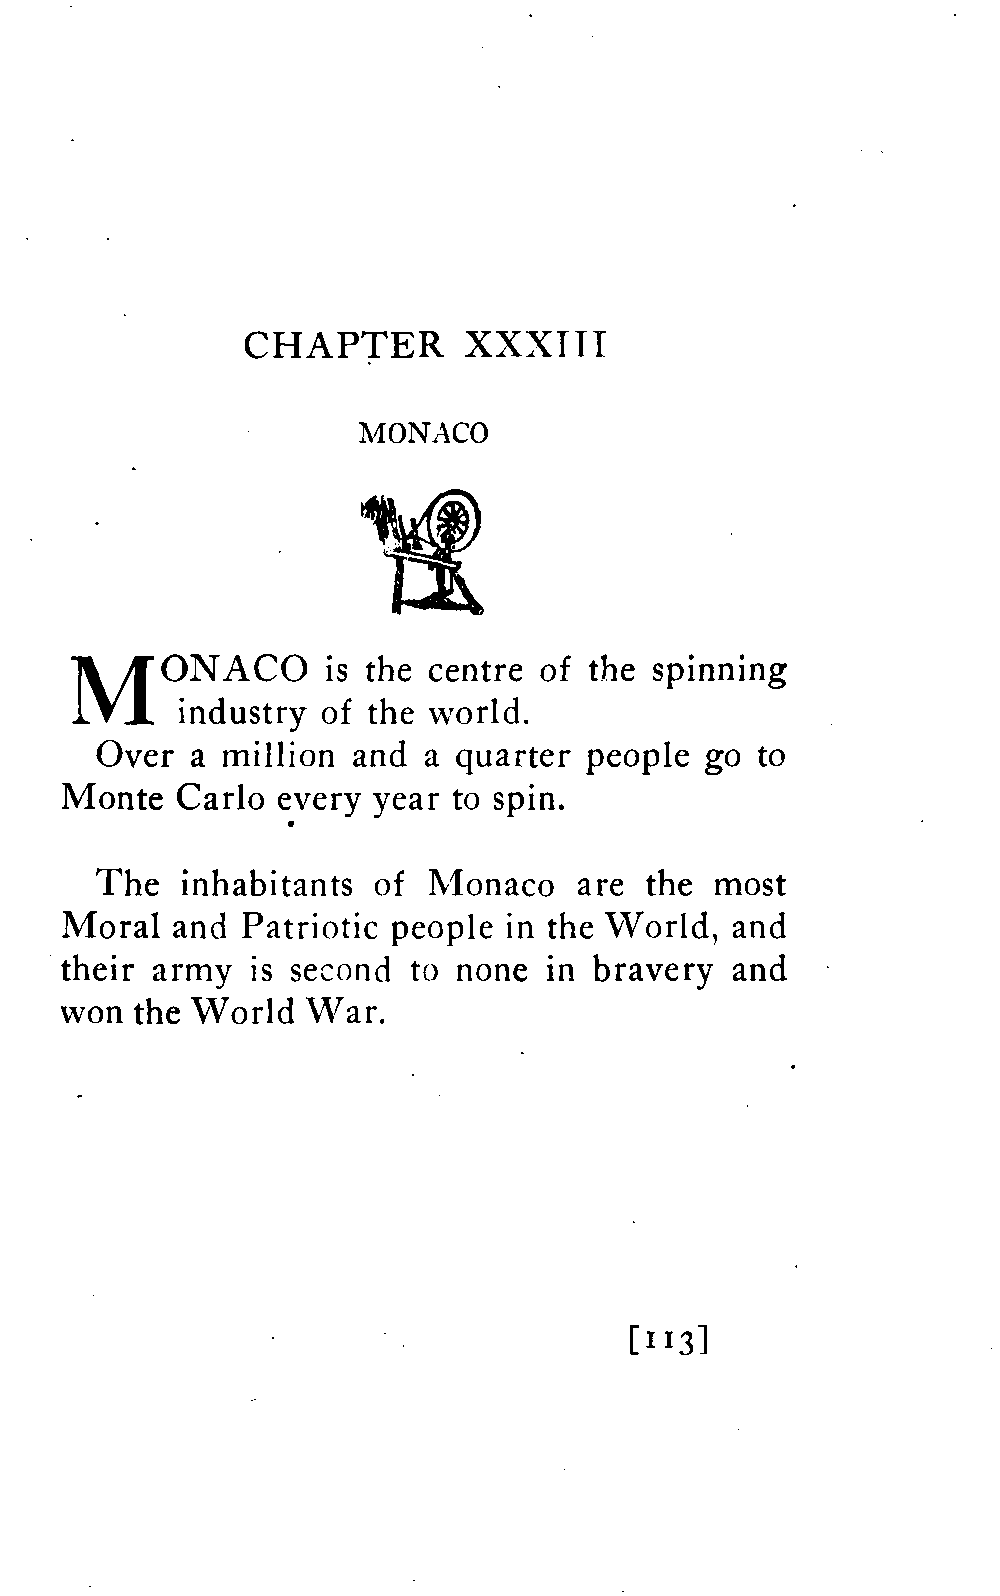 CHAPTER XXXIII
MONACO
MONACO is the centre of the spinning
industry of the world.
Over a million and a quarter people go to
Monte Carlo every year to spin.
The inhabitants of Monaco are the most
Moral and Patriotic people in the World, and
their army is second to none in bravery and
won the World War.
[113]